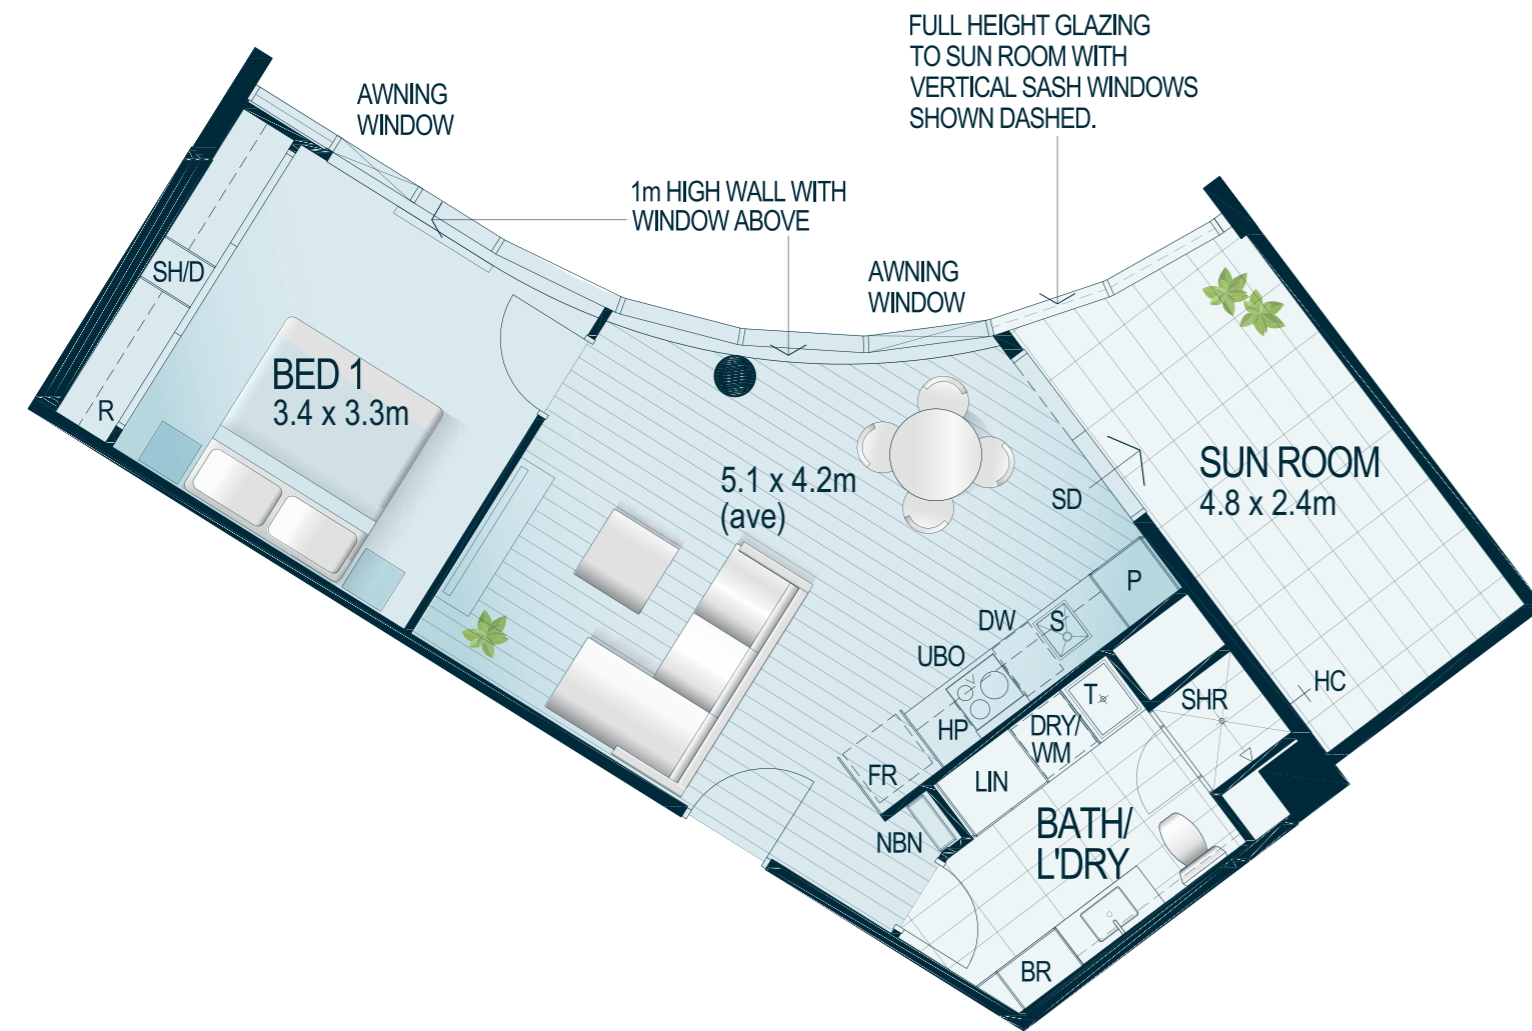 FULL HEIGHT GLAZING
TO SUN ROOM WITH
VERTICAL SASH WINDOWS
SHOWN DASHED.
AWNING
WINDOW
1m HIGH WALL WITH
WINDOW ABOVE
AWNING
WINDOW
SH/D
BED 1
3.4 x 3.3m
R
5.1 x 4.2m
(ave)
SD
SUN ROOM
4.8 x 2.4m
P
DW
S
UBO
HC
T
SHR
HP
DRY/
WM
FR
LIN
NBN
BATH/
L'DRY
BR